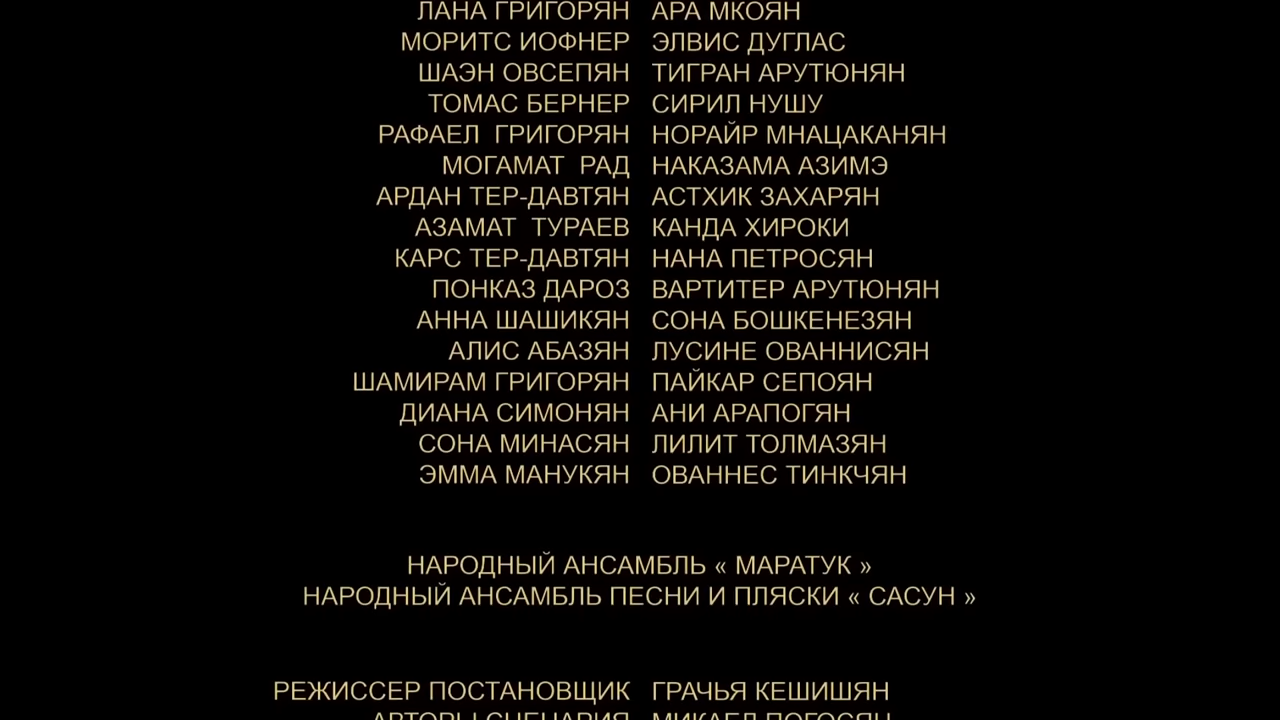 ЛАНА ГРИГОРЯН АРА МКОЯН
МОРИТС ИОФНЕР ЭЛВИС ДУГЛАС
ШАЭН ОВСЕПЯН ТИГРАН АРУТЮНЯН
ТОМАС БЕРНЕР СИРИЛ НУШУ
РАФАЕЛ ГРИГОРЯН НОРАЙР МНАЦАКАНЯН
МОГАМАТ РАД НАКАЗАМА АЗИМЭ
АРДАН ТЕР-ДАВТЯН АСТХИК ЗАХАРЯН
АЗАМАТ ТУРАЕВ КАНДА ХИРОКИ
КАРС ТЕР-ДАВТЯН НАНА ПЕТРОСЯН
ПОНКАЗ ДАРОЗ ВАРТИТЕР АРУТЮНЯН
АННА ШАШИКЯН СОНА БОШКЕНЕЗЯН
АЛИС АБАЗЯН ЛУСИНЕ ОВАННИСЯН
ШАМИРАМ ГРИГОРЯН ПАЙКАР СЕПОЯН
ДИАНА СИМОНЯН АНИ АРАПОГЯН
СОНА МИНАСЯН ЛИЛИТ ТОЛМАЗЯН
ЭММА МАНУКЯН ОВАННЕС ТИНКЧЯН
НАРОДНЫЙ АНСАМБЛЬ « МАРАТУК »
НАРОДНЫЙ АНСАМБЛЬ ПЕСНИ И ПЛЯСКИ « САСУН »
РЕЖИССЕР ПОСТАНОВЩИК ГРАЧЬЯ КЕШИШЯН
АВТОРЫ СЦЕНАРИЯ МИКАЕЛ ПОГОСЯН